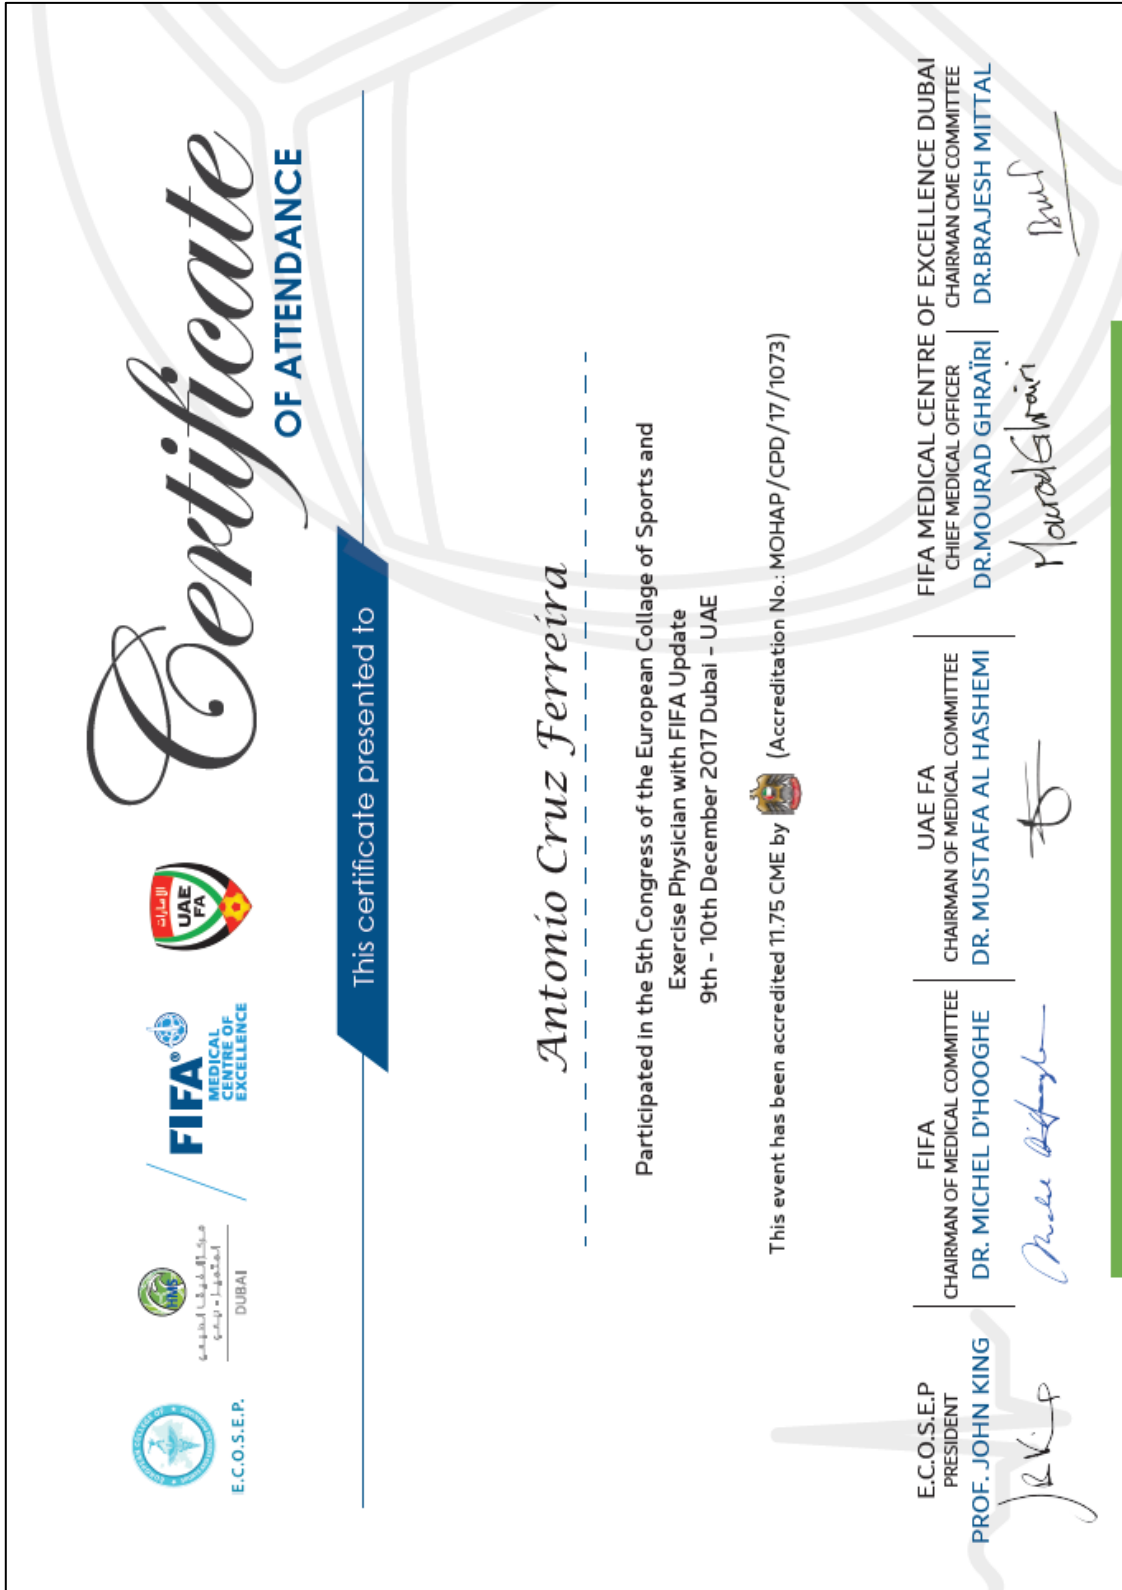 E.C.O.S.E.P.
HMS
DUBAI
FIFA®
MEDICAL
CENTRE OF
EXCELLENCE
الإمارات
UAE
FA
Certificate
OF ATTENDANCE
This certificate presented to
Antonio Cruz Ferreira
Participated in the 5th Congress of the European Collage of Sports and
Exercise Physician with FIFA Update
9th - 10th December 2017 Dubai - UAE
This event has been accredited 11.75 CME by (Accreditation No.: MOHAP/CPD/17/1073)
E.C.O.S.E.P
PRESIDENT
PROF. JOHN KING
FIFA
CHAIRMAN OF MEDICAL COMMITTEE
DR. MICHEL D'HOOGHE
UAE FA
CHAIRMAN OF MEDICAL COMMITTEE
DR. MUSTAFA AL HASHEMI
FIFA MEDICAL CENTRE OF EXCELLENCE DUBAI
CHIEF MEDICAL OFFICER
DR.MOURAD GHRAÏRI
Mourad Ghrairi
CHAIRMAN CME COMMITTEE
DR.BRAJESH MITTAL